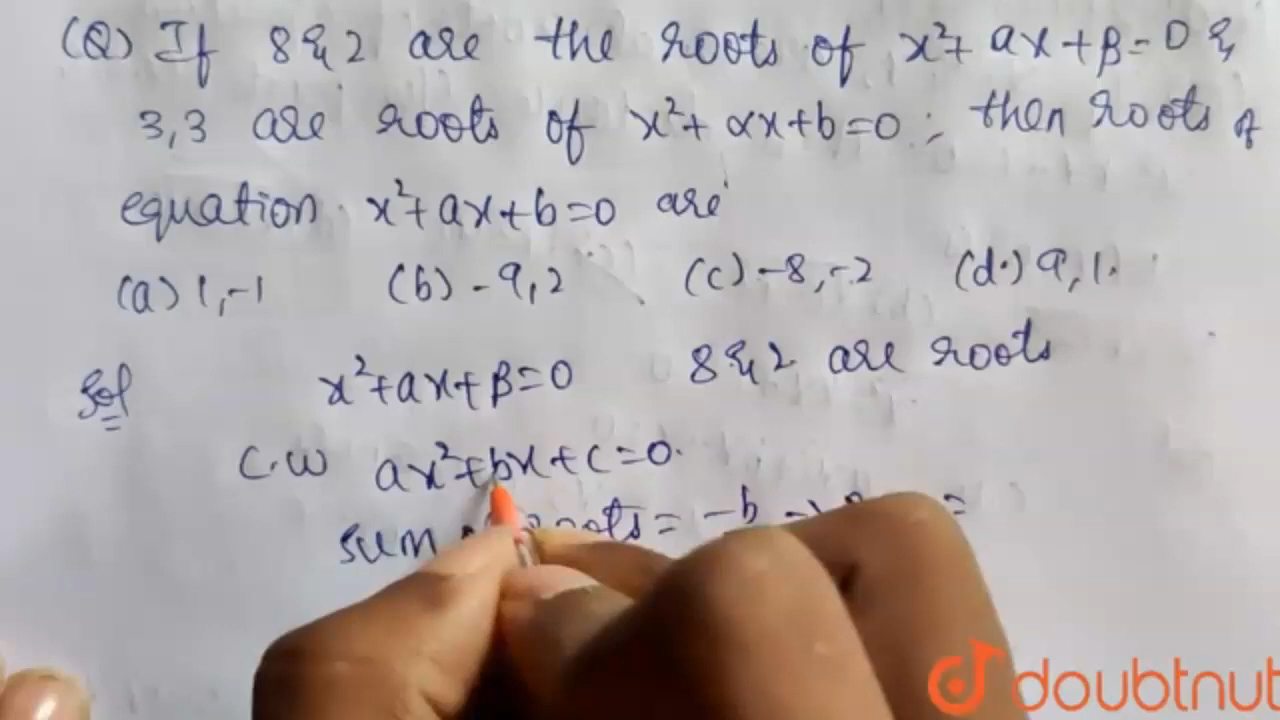 (Q) If 8 & 2 are the roots of x²+ ax+β=0 &
3,3 are roots of x²+ αx+b=0; then roots of
equation x²+ax+b=0 are
(a) 1,-1 (b) -9,2 (c) -8,-2 (d.) 9,1.
Sol x²+ax+β=0 8 & 2 are roots
C.W ax²+bx+c=0.
sum roots = -b =
doubtnut